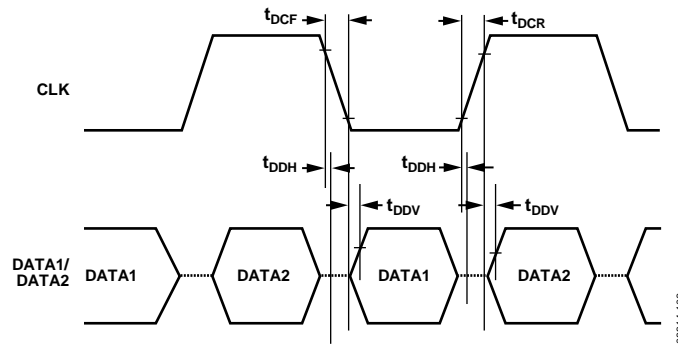 tDCF
tDCR
CLK
tDDH
tDDH
tDDV
tDDV
DATA1/
DATA2
DATA1
DATA2
DATA1
DATA2